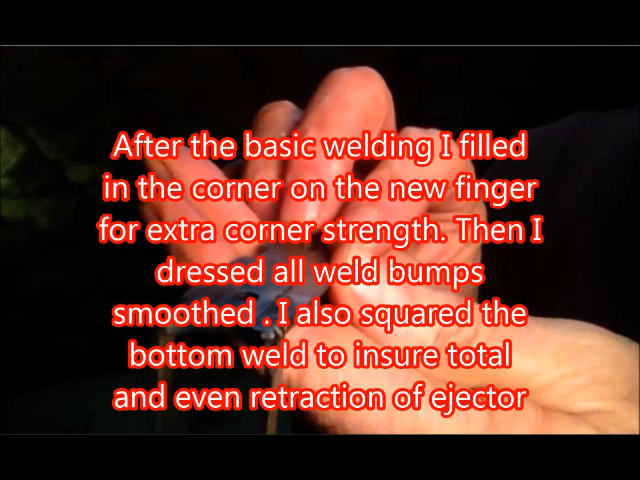 After the basic welding I filled
in the corner on the new finger
for extra corner strength. Then I
dressed all weld bumps
smoothed . I also squared the
bottom weld to insure total
and even retraction of ejector